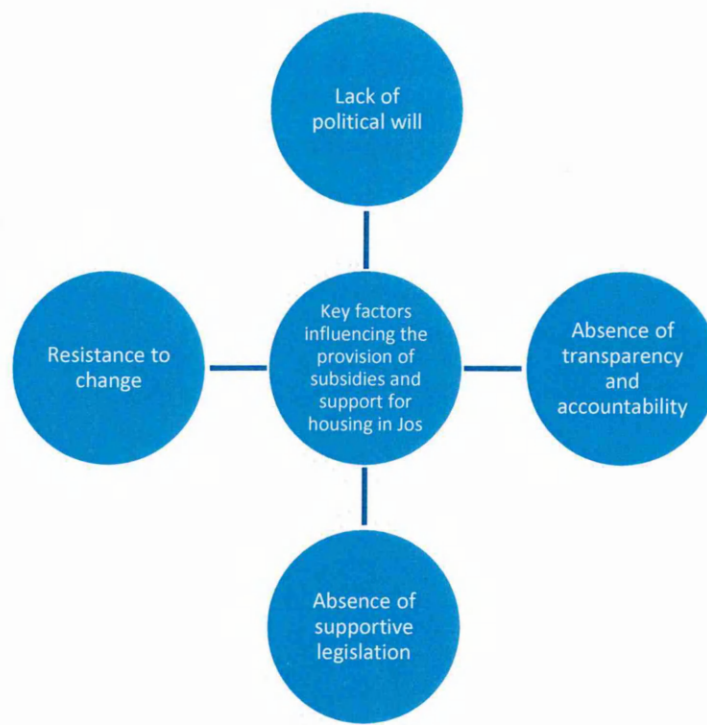 Lack of
political will
Key factors
influencing the
provision of
subsidies and
support for
housing in Jos
Resistance to
change
Absence of
transparency
and
accountability
Absence of
supportive
legislation